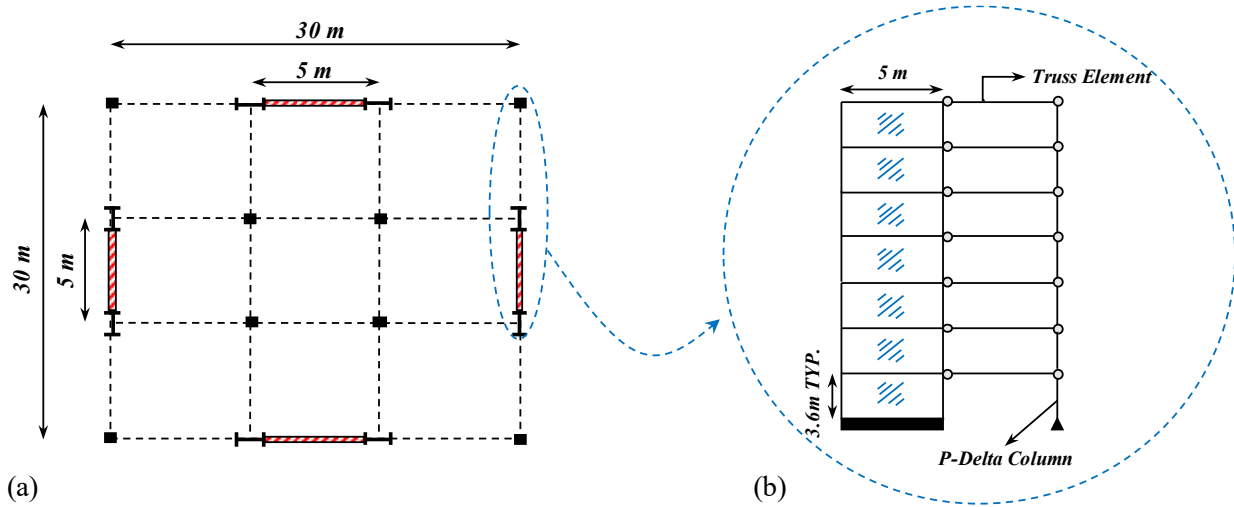 30 m
5 m
30 m
5 m
(a)
5 m
Truss Element
3.6m TYP.
P-Delta Column
(b)